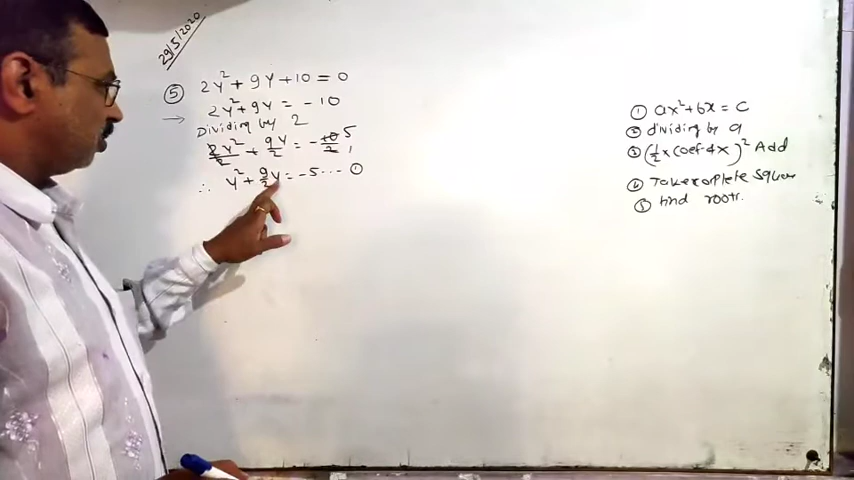 29/5/2020
⑤ 2y² + 9y + 10 = 0
2y² + 9y = - 10
→ Dividing by 2
2y²/2 + 9y/2 = - 10/2 5 1
∴ y² + 9/2 y = - 5 ... ①
① ax² + bx = c
② dividing by a
③ (1/2 x coef. of x)² Add
④ Take complete square
⑤ find roots.